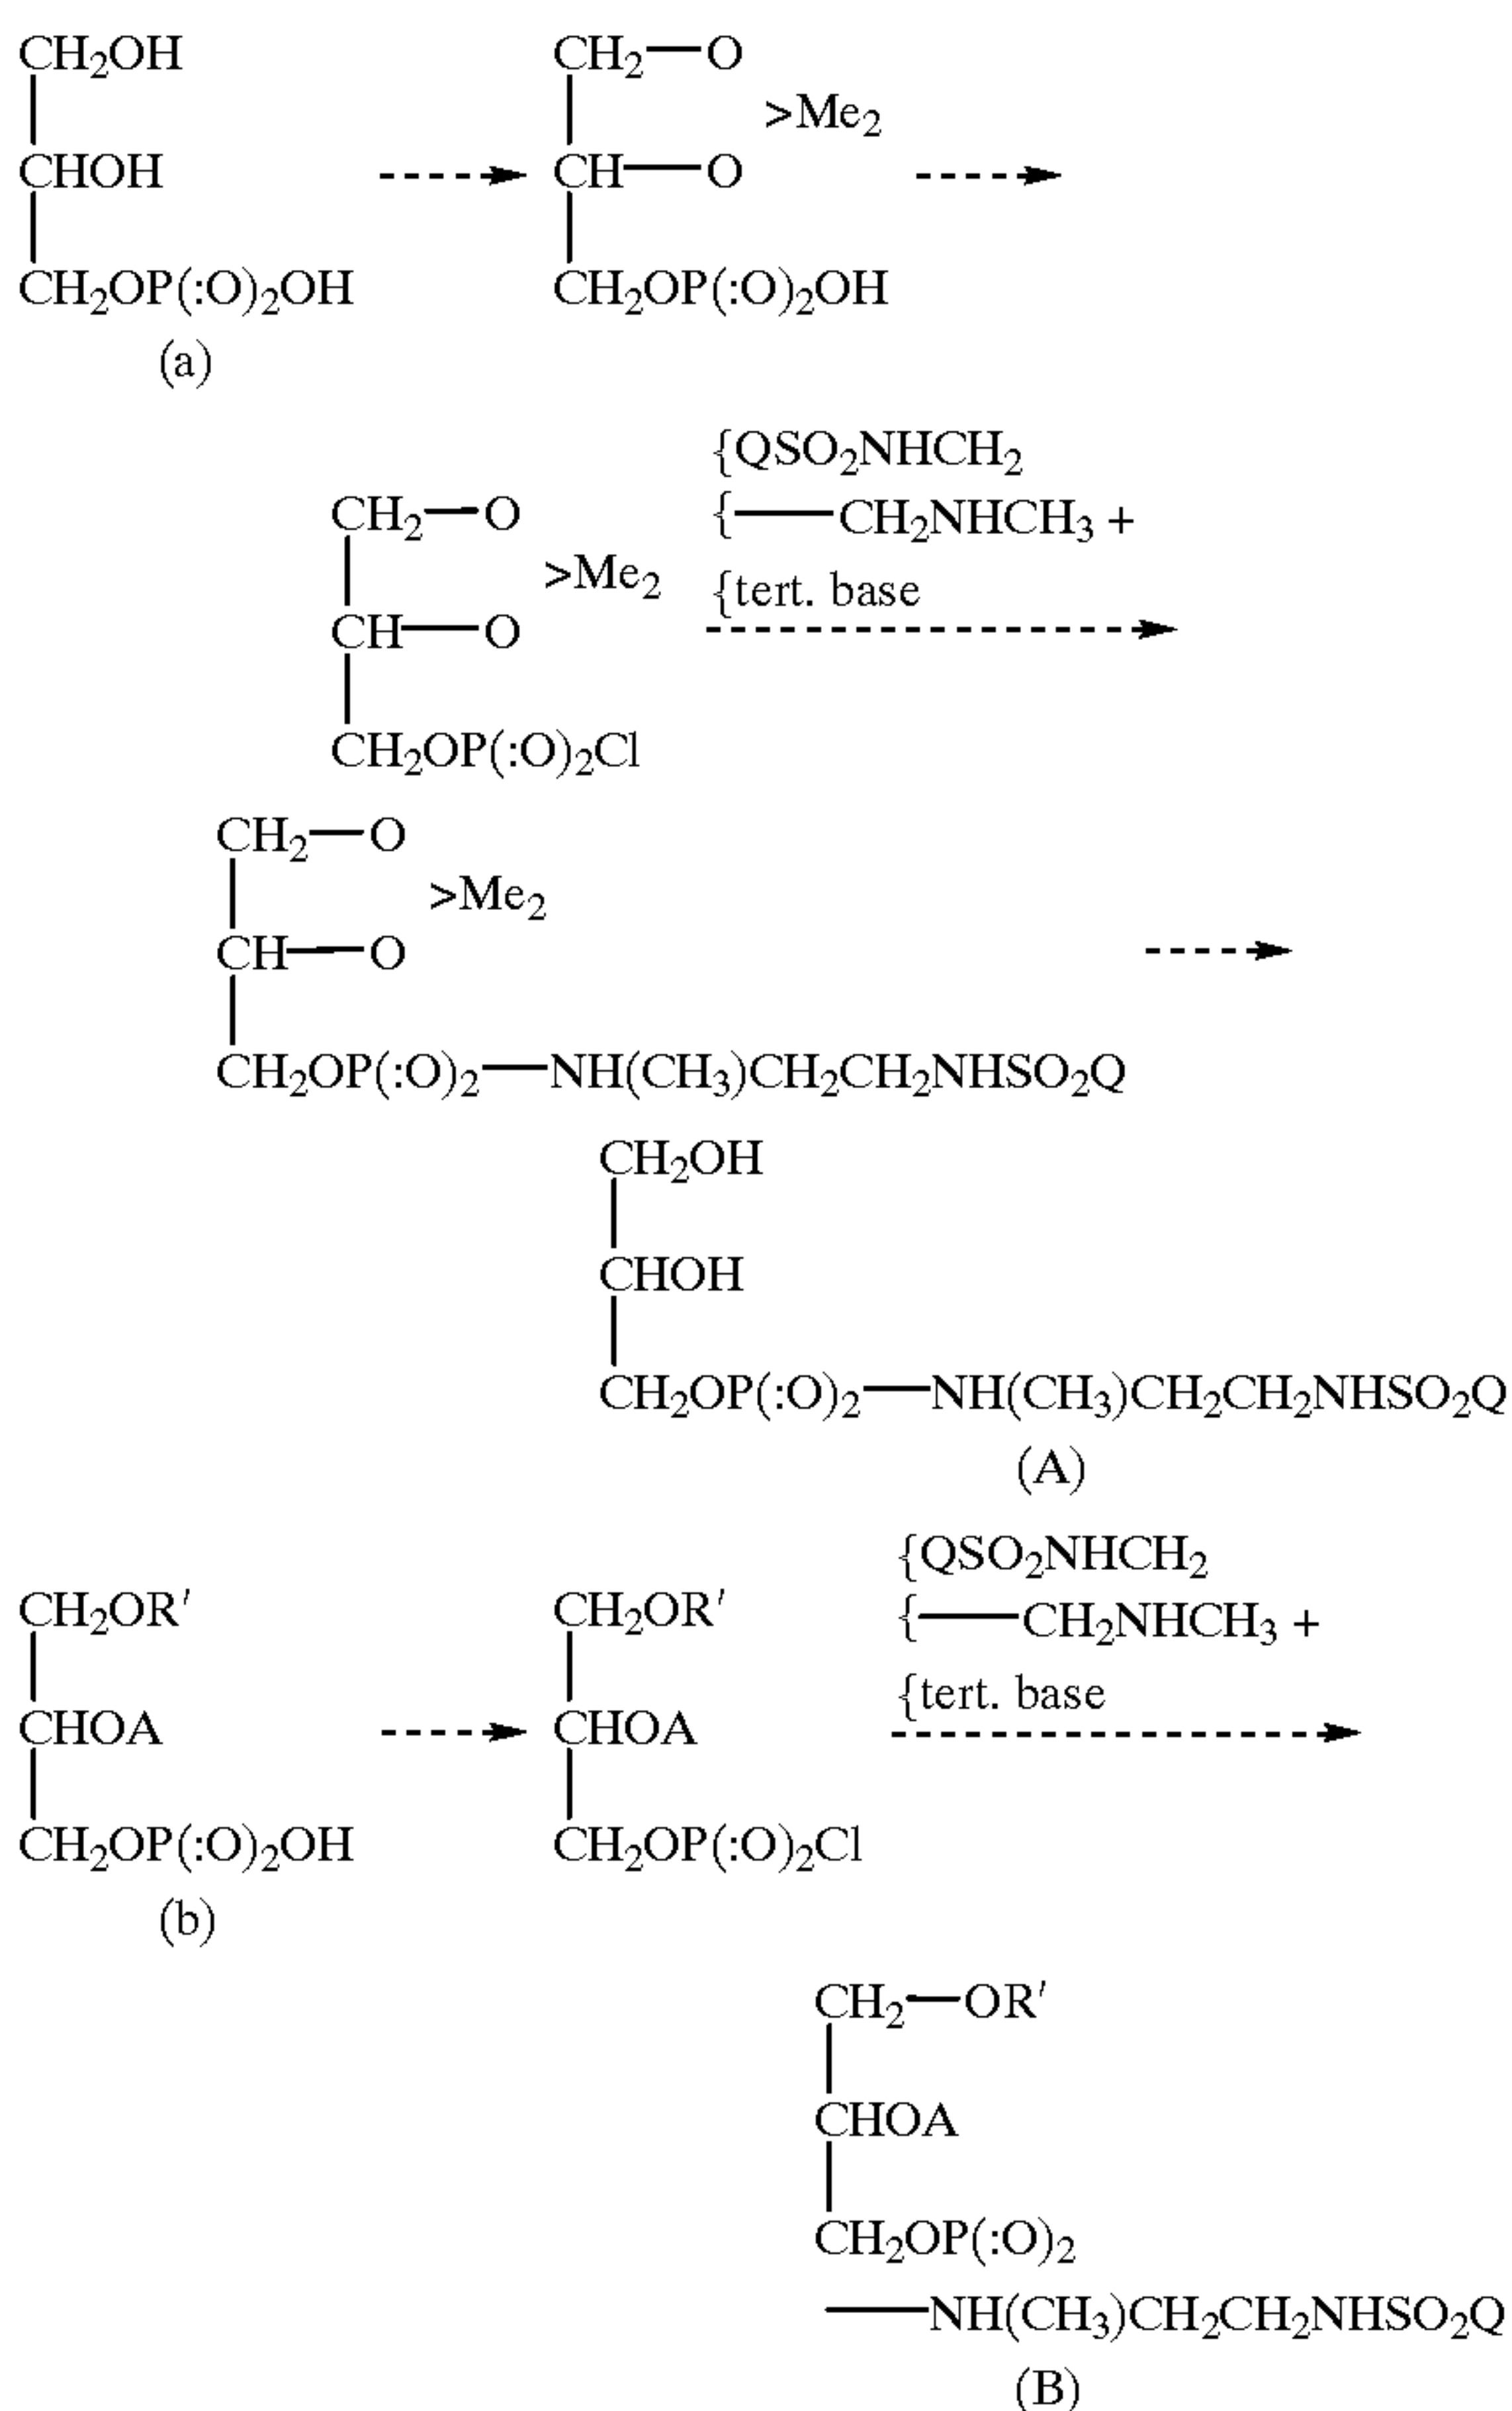 CH₂OH CH₂—O
>Me₂
CHOH CH—O
CH₂OP(:O)₂OH CH₂OP(:O)₂OH
(a)
{QSO₂NHCH₂
CH₂—O {—CH₂NHCH₃ +
>Me₂ {tert. base
CH—O
CH₂OP(:O)₂Cl
CH₂—O
>Me₂
CH—O
CH₂OP(:O)₂—NH(CH₃)CH₂CH₂NHSO₂Q
CH₂OH
CHOH
CH₂OP(:O)₂—NH(CH₃)CH₂CH₂NHSO₂Q
(A)
{QSO₂NHCH₂
CH₂OR′ CH₂OR′ {—CH₂NHCH₃ +
{tert. base
CHOA CHOA
CH₂OP(:O)₂OH CH₂OP(:O)₂Cl
(b)
CH₂—OR′
CHOA
CH₂OP(:O)₂
—NH(CH₃)CH₂CH₂NHSO₂Q
(B)